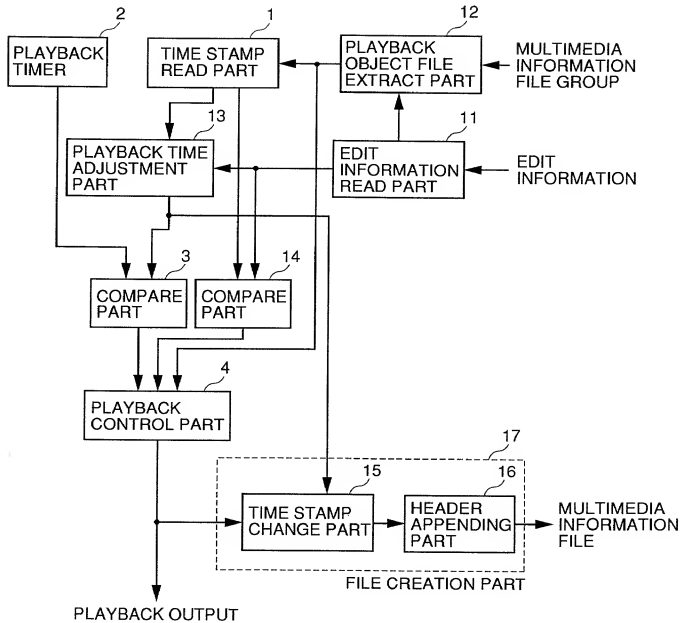 2
PLAYBACK
TIMER
1
TIME STAMP
READ PART
12
PLAYBACK
OBJECT FILE
EXTRACT PART
MULTIMEDIA
INFORMATION
FILE GROUP
13
PLAYBACK TIME
ADJUSTMENT
PART
11
EDIT
INFORMATION
READ PART
EDIT
INFORMATION
3
COMPARE
PART
14
COMPARE
PART
4
PLAYBACK
CONTROL PART
17
15
TIME STAMP
CHANGE PART
16
HEADER
APPENDING
PART
MULTIMEDIA
INFORMATION
FILE
FILE CREATION PART
PLAYBACK OUTPUT